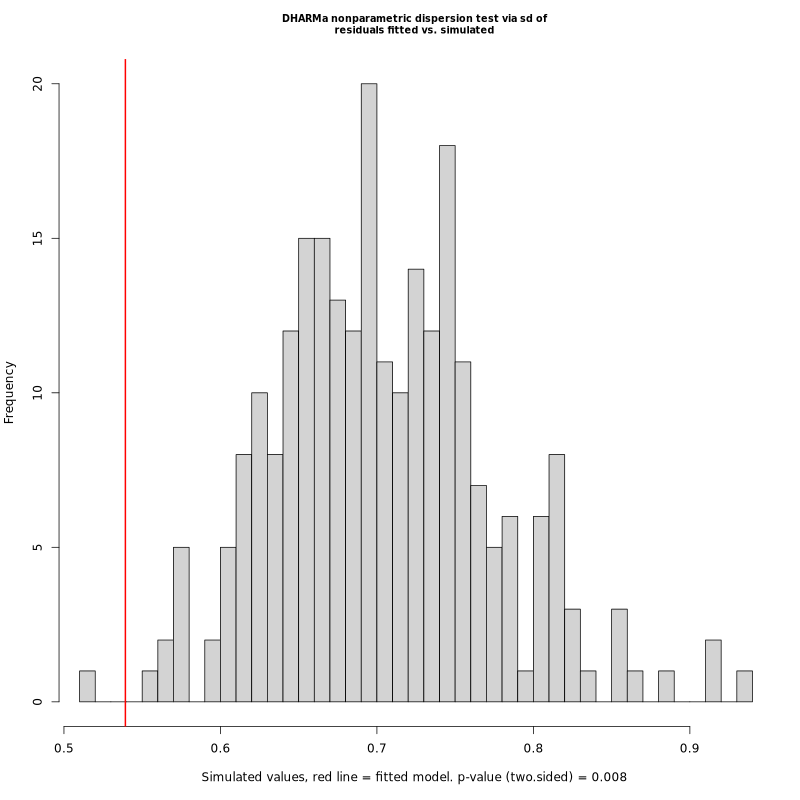 DHARMa nonparametric dispersion test via sd of
residuals fitted vs. simulated
Frequency
20
15
10
5
0
0.5 0.6 0.7 0.8 0.9
Simulated values, red line = fitted model. p-value (two.sided) = 0.008